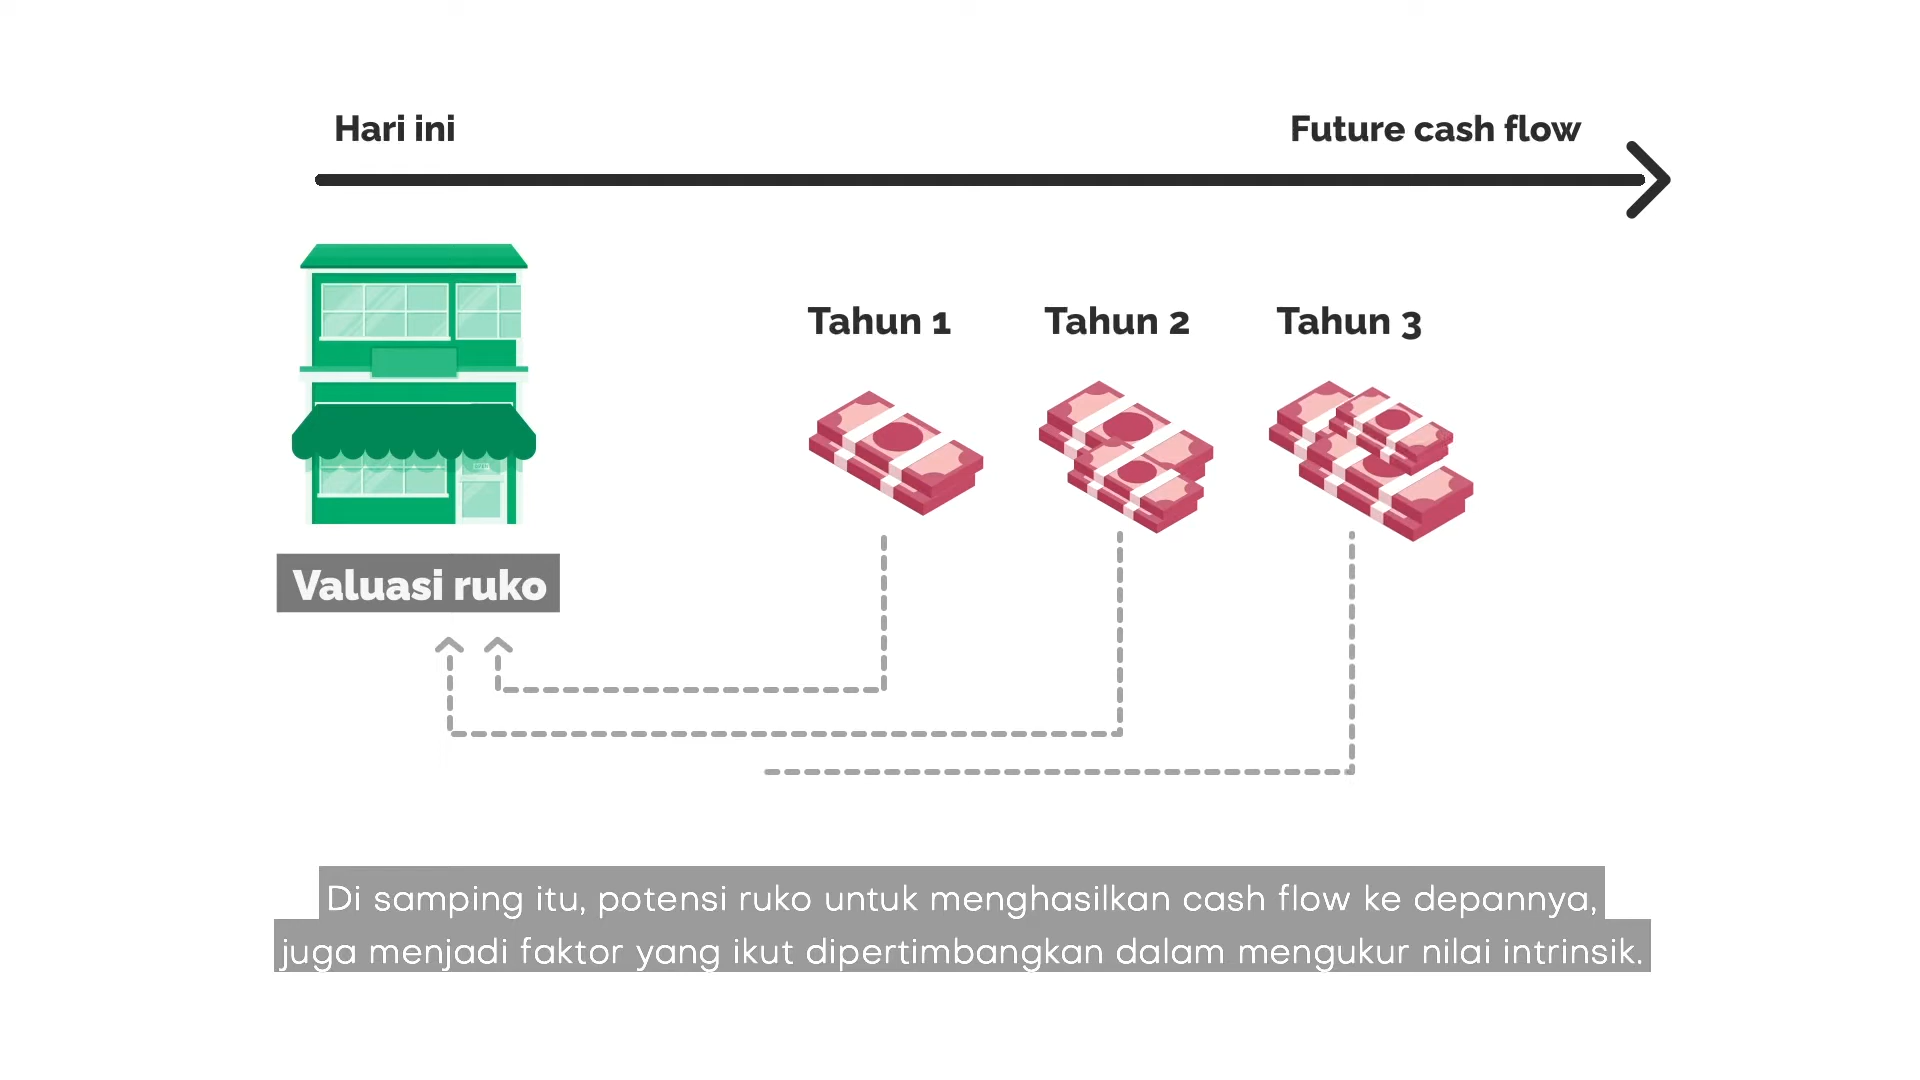 Hari ini
Future cash flow
Tahun 1
Tahun 2
Tahun 3
Valuasi ruko
Di samping itu, potensi ruko untuk menghasilkan cash flow ke depannya,
juga menjadi faktor yang ikut dipertimbangkan dalam mengukur nilai intrinsik.